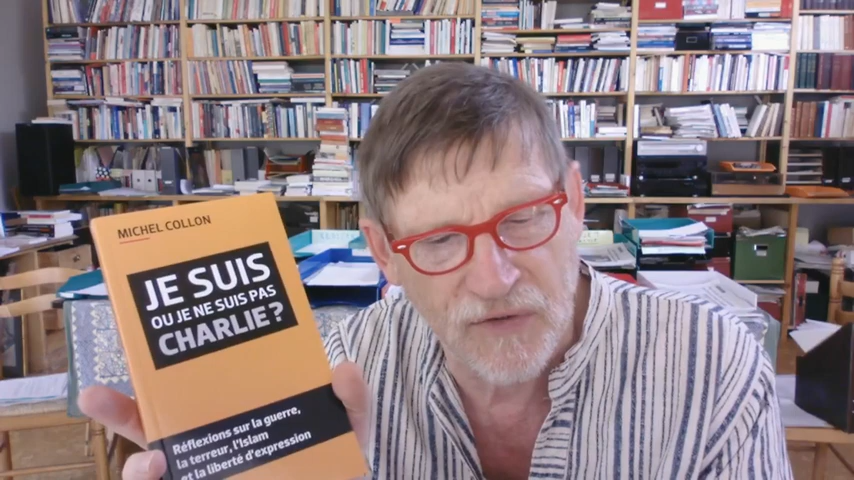 MICHEL COLLON
JE SUIS
OU JE NE SUIS PAS
CHARLIE?
Réflexions sur la guerre,
la terreur, l'Islam
et la liberté d'expression